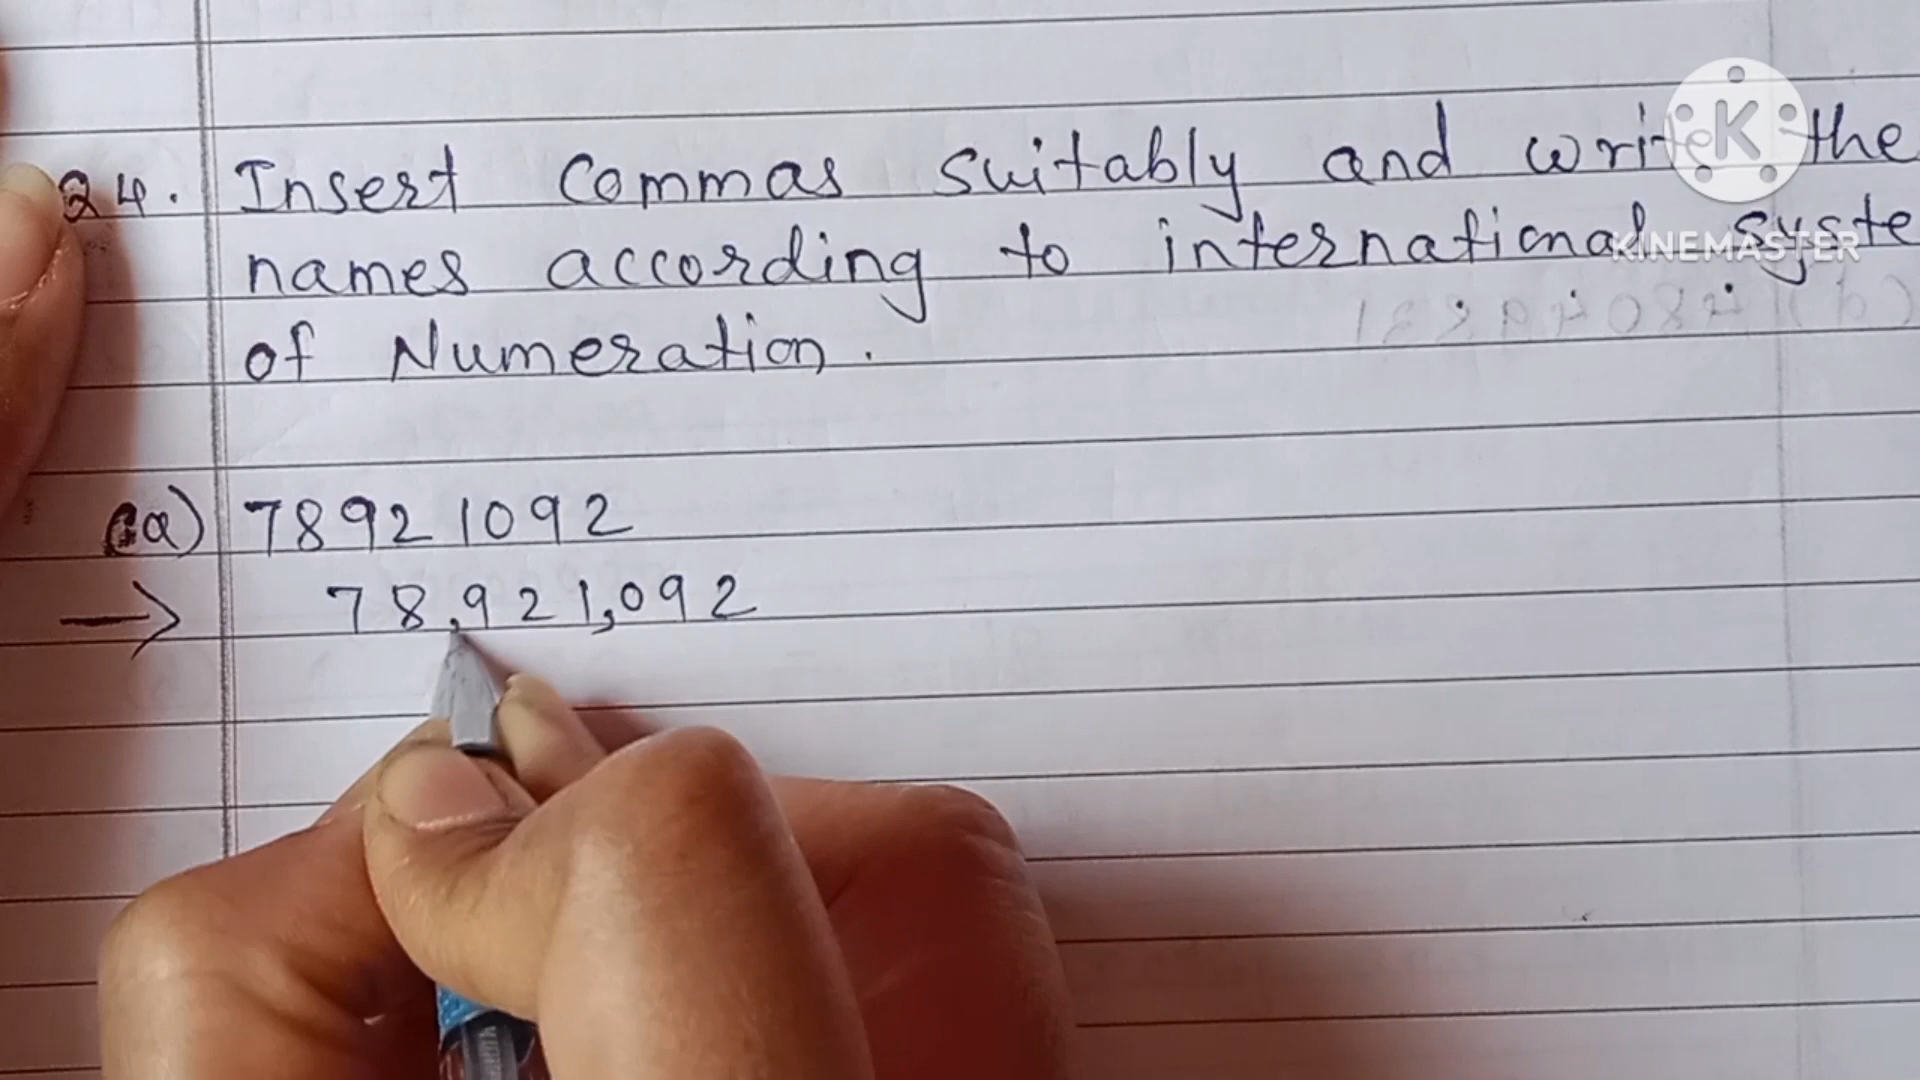 Q4. Insert commas suitably and write the
names according to international syste
of Numeration.
(a) 78921092
→ 78,921,092
K
KINEMASTER